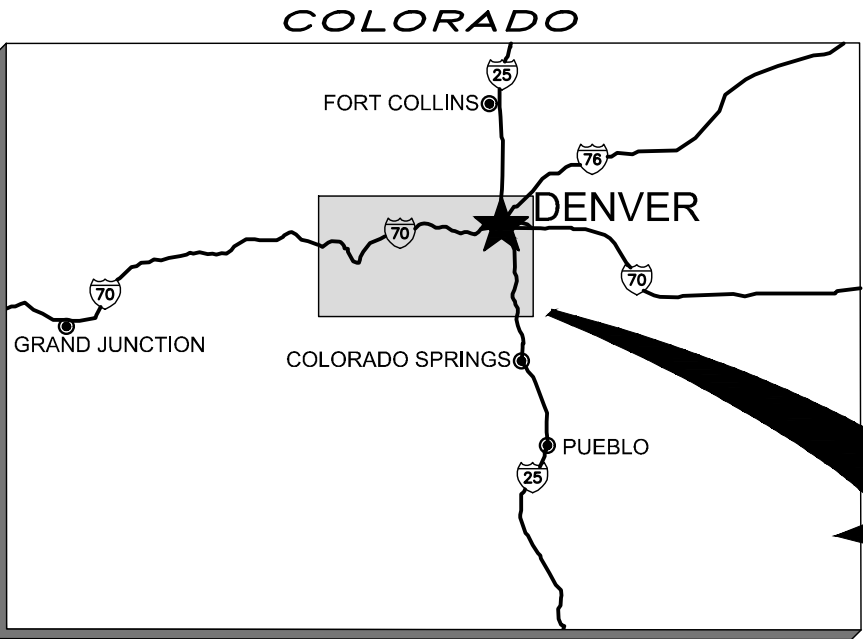 COLORADO
25
FORT COLLINS
76
DENVER
70
70
70
GRAND JUNCTION
COLORADO SPRINGS
PUEBLO
25